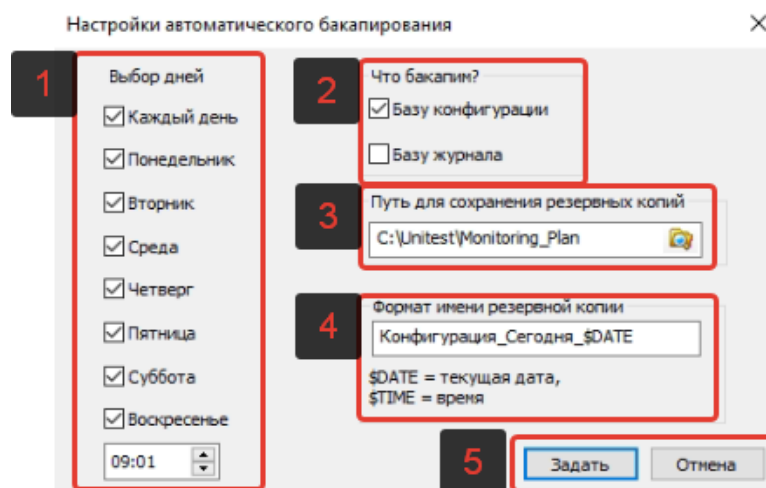 Настройки автоматического бакапирования
1
Выбор дней
Каждый день
Понедельник
Вторник
Среда
Четверг
Пятница
Суббота
Воскресенье
09:01
2
Что бакапим?
Базу конфигурации
Базу журнала
3
Путь для сохранения резервных копий
C:\Unitest\Monitoring_Plan
4
Формат имени резервной копии
Конфигурация_Сегодня_$DATE
$DATE = текущая дата,
$TIME = время
5
Задать
Отмена